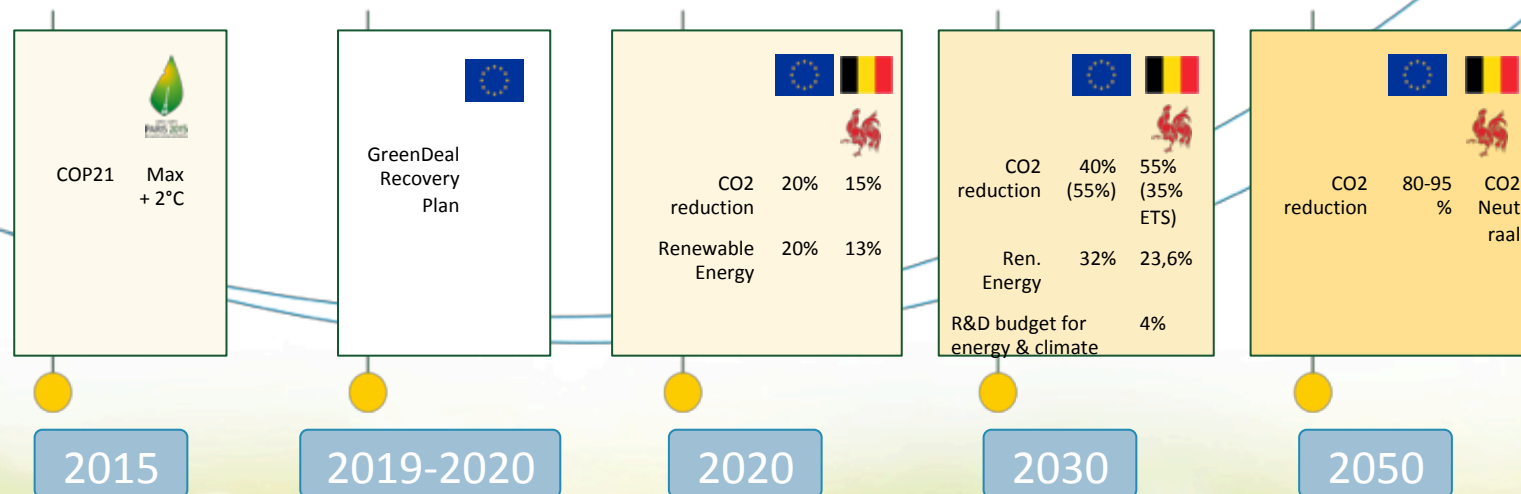 PARIS 2015
COP21 Max
+ 2°C
GreenDeal
Recovery
Plan
CO2 20% 15%
reduction
Renewable 20% 13%
Energy
CO2 40% 55%
reduction (55%) (35%
ETS)
Ren. 32% 23,6%
Energy
R&D budget for 4%
energy & climate
CO2 80-95 CO2
reduction % Neut
raal
2015
2019-2020
2020
2030
2050